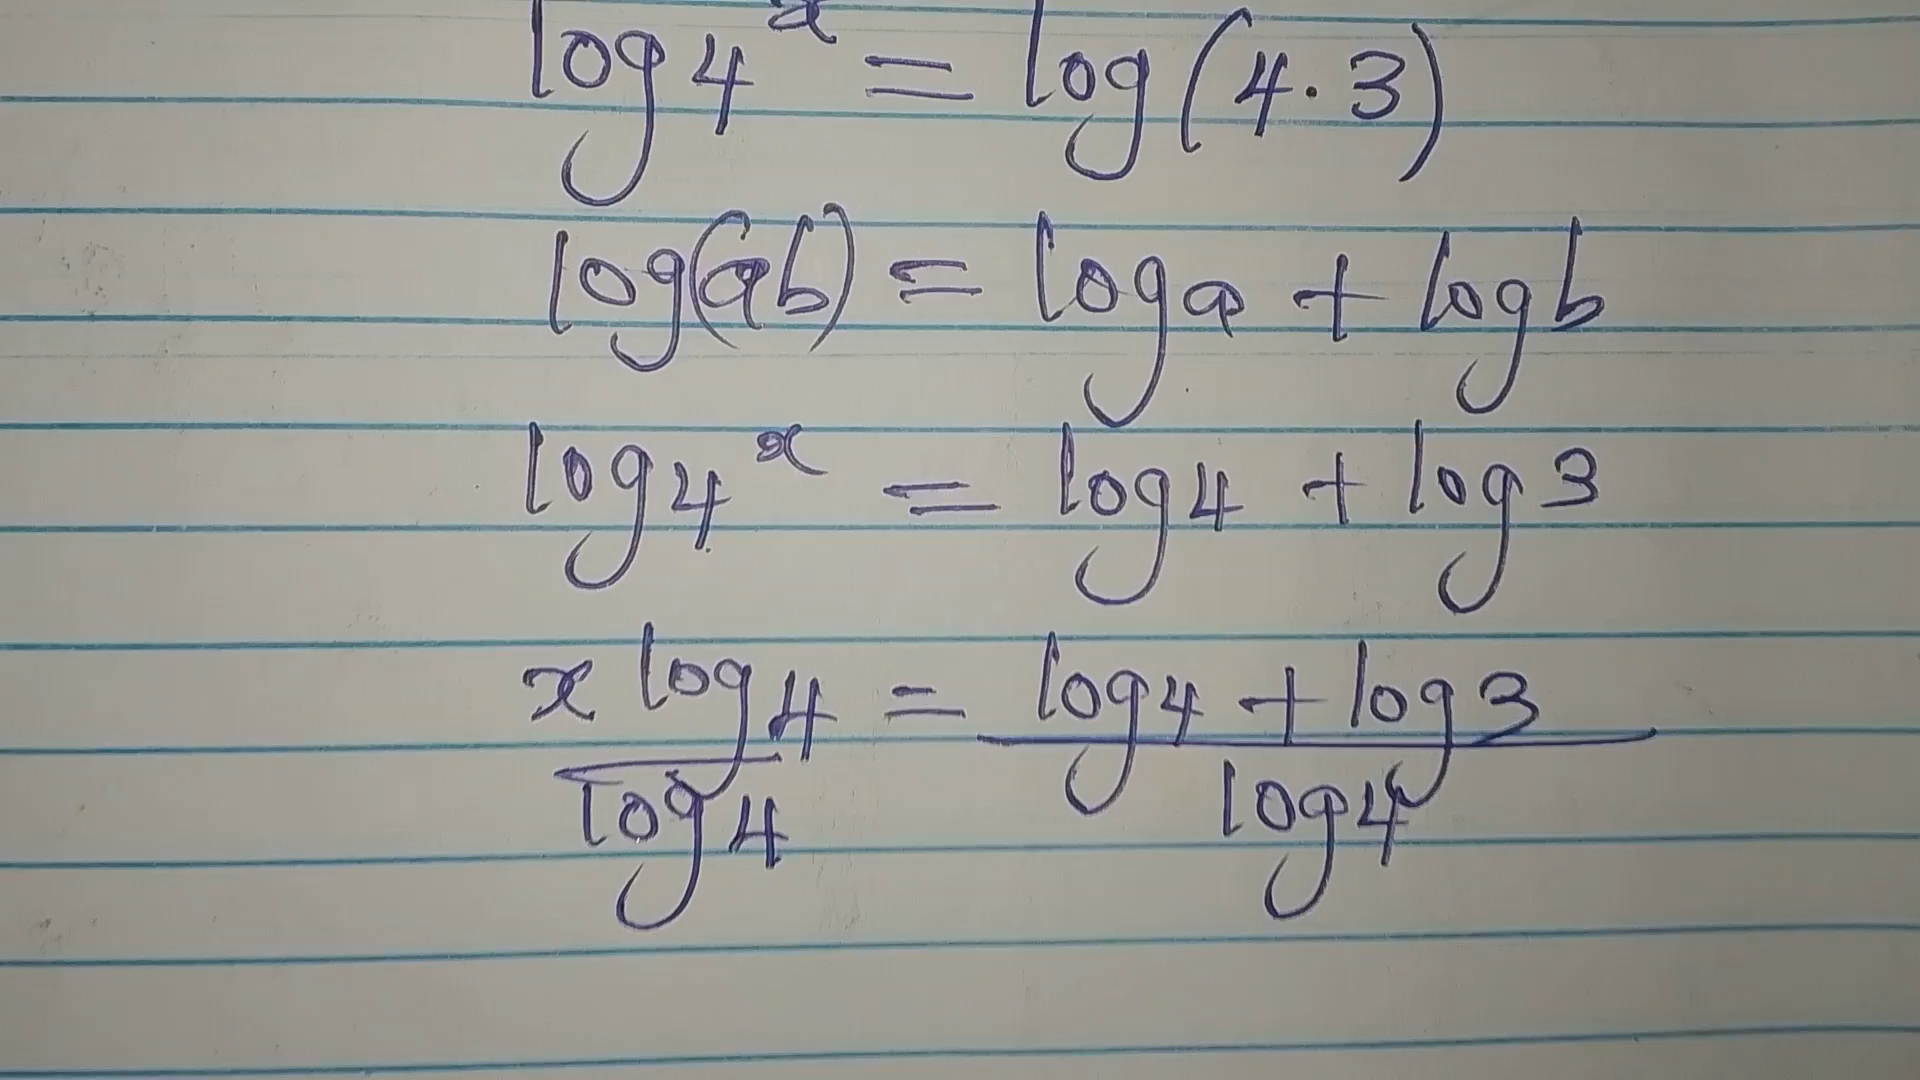 log 4^x = log(4·3)
log(ab) = log a + log b
log 4^x = log 4 + log 3
x log 4 / log 4 = log 4 + log 3 / log 4